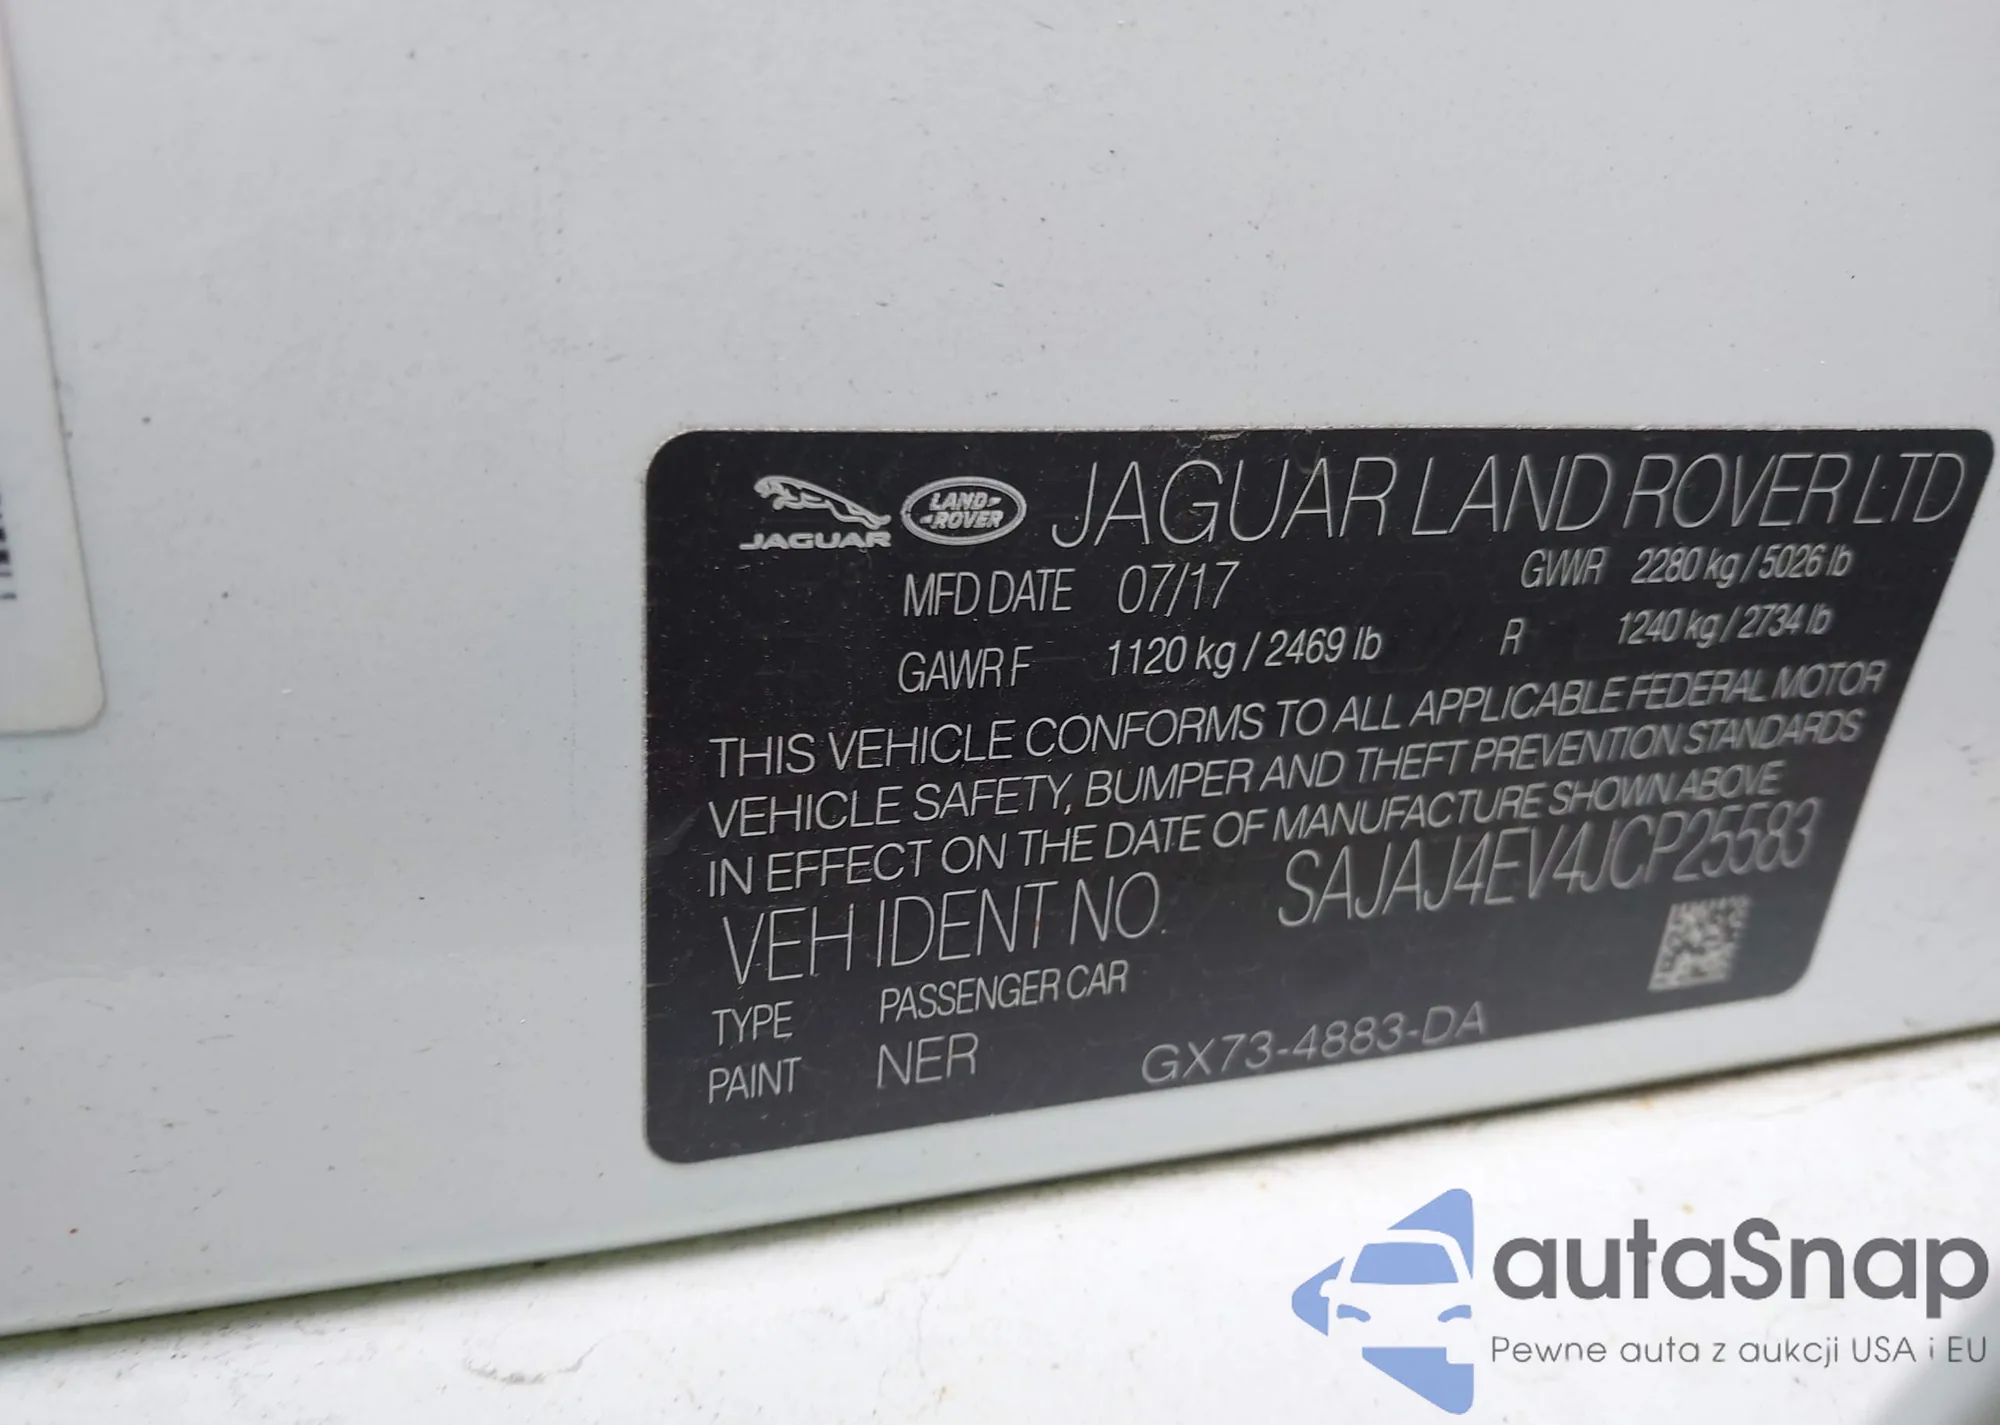 JAGUAR
LAND-
-ROVER
JAGUAR LAND ROVER LTD
MFD DATE 07/17 GVWR 2280 kg / 5026 lb
GAWR F 1120 kg / 2469 lb R 1240 kg / 2734 lb
THIS VEHICLE CONFORMS TO ALL APPLICABLE FEDERAL MOTOR
VEHICLE SAFETY, BUMPER AND THEFT PREVENTION STANDARDS
IN EFFECT ON THE DATE OF MANUFACTURE SHOWN ABOVE
VEH IDENT NO. SAJAJ4EV4JCP25583
TYPE PASSENGER CAR
PAINT NER GX73-4883-DA
autaSnap
Pewne auta z aukcji USA i EU